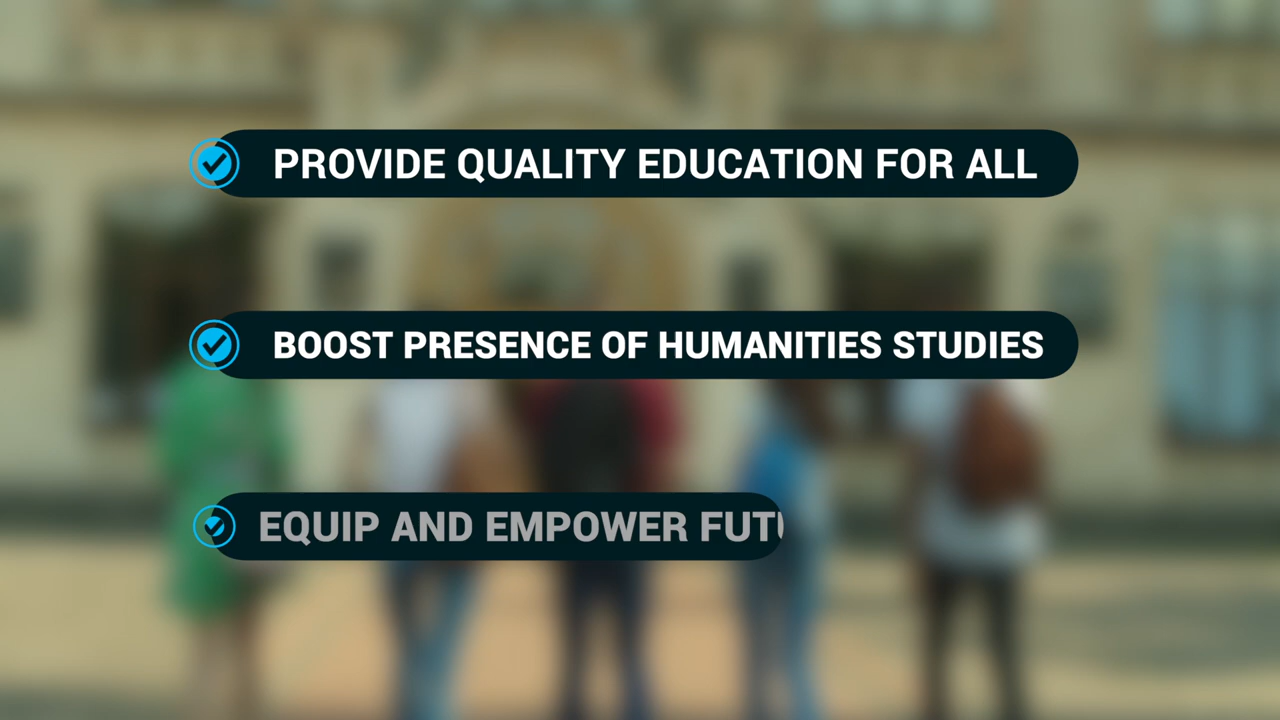 PROVIDE QUALITY EDUCATION FOR ALL
BOOST PRESENCE OF HUMANITIES STUDIES
EQUIP AND EMPOWER